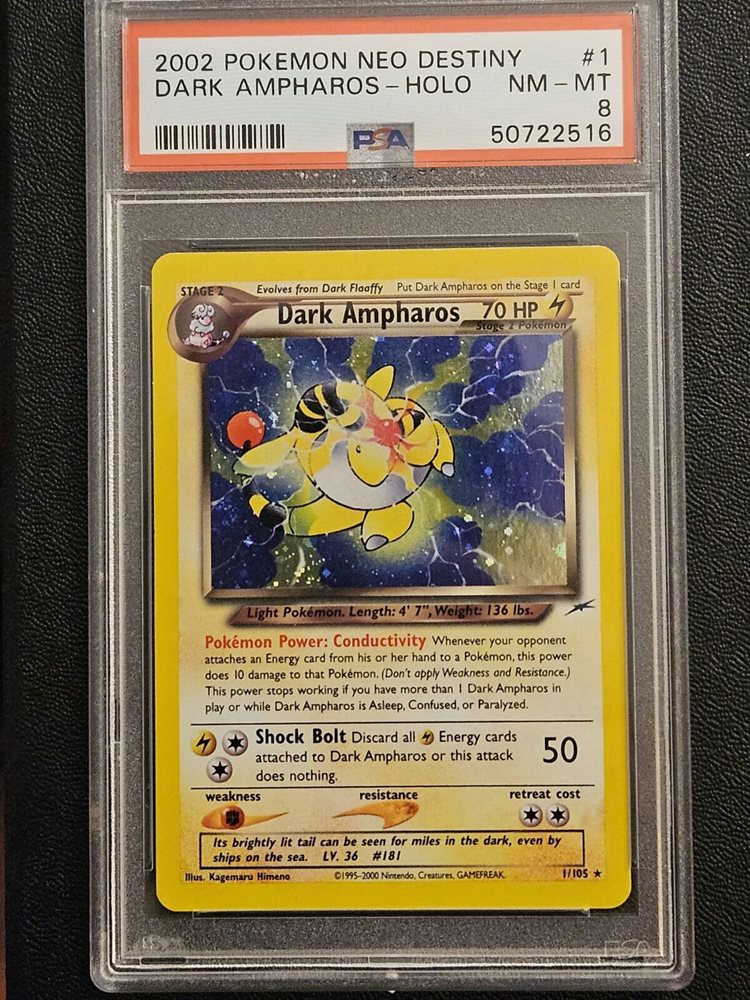 2002 POKEMON NEO DESTINY #1
DARK AMPHAROS-HOLO NM-MT
8
PSA 50722516
STAGE 2 Evolves from Dark Flaaffy Put Dark Ampharos on the Stage 1 card
Dark Ampharos 70 HP
Stage 2 Pokémon
Light Pokémon. Length: 4' 7", Weight: 136 lbs.
Pokémon Power: Conductivity Whenever your opponent
attaches an Energy card from his or her hand to a Pokémon, this power
does 10 damage to that Pokémon. (Don't apply Weakness and Resistance.)
This power stops working if you have more than 1 Dark Ampharos in
play or while Dark Ampharos is Asleep, Confused, or Paralyzed.
Shock Bolt Discard all Energy cards
attached to Dark Ampharos or this attack 50
does nothing.
weakness resistance retreat cost
Its brightly lit tail can be seen for miles in the dark, even by
ships on the sea. LV. 36 #181
Illus. Kagemaru Himeno ©1995-2000 Nintendo, Creatures, GAMEFREAK. 1/105
PSA